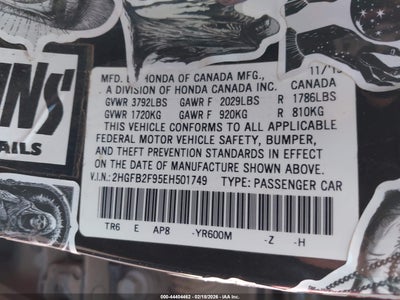 NS
AILS
MFD. HONDA OF CANADA MFG., 11/'13
A DIVISION OF HONDA CANADA INC. CANADA
GVWR 3792LBS GAWR F 2029LBS R 1786LBS
GVWR 1720KG GAWR F 920KG R 810KG
THIS VEHICLE CONFORMS TO ALL APPLICABLE
FEDERAL MOTOR VEHICLE SAFETY, BUMPER,
AND THEFT PREVENTION STANDARDS IN EFFECT
ON THE DATE OF MANUFACTURE SHOWN ABOVE.
V.I.N.: 2HGFB2F95EH501749 TYPE: PASSENGER CAR
TR6 E AP8 -YR600M -Z -H
000-44404462 - 02/18/2026 - IAAI.com